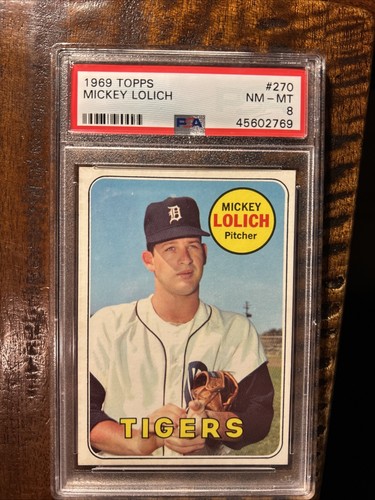 1969 TOPPS #270
MICKEY LOLICH NM-MT
8
PSA 45602769
MICKEY
LOLICH
Pitcher
D
TIGERS